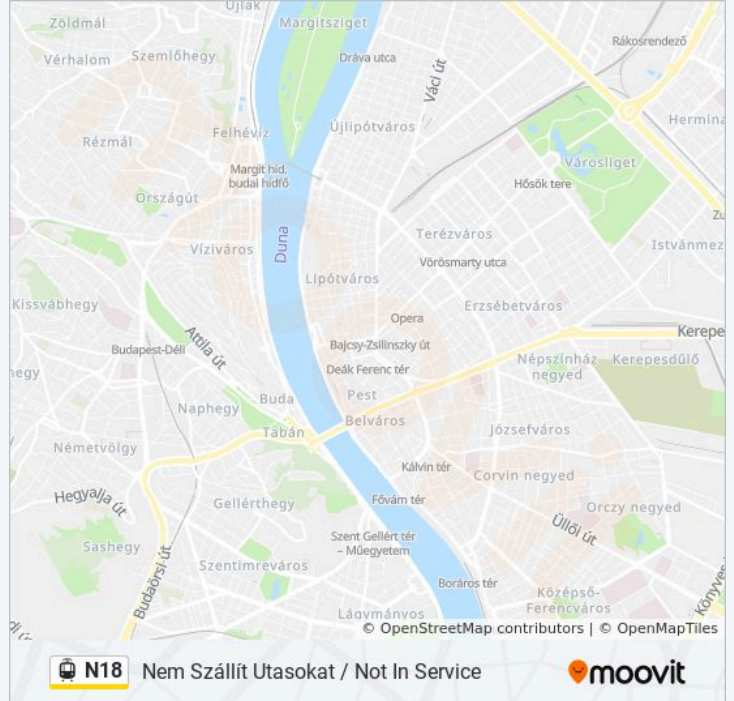 Újlak
Margitsziget
Zöldmál
Rákosrendező
Vérhalom
Szemlőhegy
Dráva utca
Váci út
Hermina
Felhévíz
Újlipótváros
Rézmál
Városliget
Margit híd,
budai hídfő
Hősök tere
Országút
Zu
Terézváros
Duna
Víziváros
Istvánmez
Vörösmarty utca
Lipótváros
Kissvábhegy
Erzsébetváros
Opera
Kerepe
Attila út
Bajcsy-Zsilinszky út
Budapest-Déli
Népszínház
negyed
Kerepesdűlő
Deák Ferenc tér
egy
Pest
Buda
Naphegy
Belváros
Tabán
Józsefváros
Németvölgy
Kálvin tér
Corvin negyed
Hegyalja út
Fővám tér
Gellérthegy
Orczy negyed
Üllői út
Szent Gellért tér
– Műegyetem
Sashegy
Szentimreváros
Budaörsi út
Boráros tér
Középső-
Ferencváros
Könyves
Lágymányos
di ú
© OpenStreetMap contributors | © OpenMapTiles
N18 Nem Szállít Utasokat / Not In Service
moovit